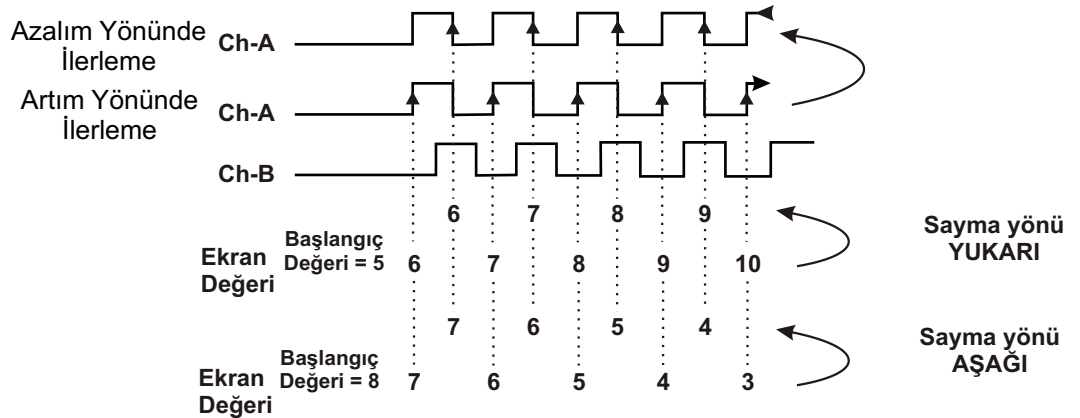 Azalım Yönünde
İlerleme
Ch-A
Artım Yönünde
İlerleme
Ch-A
Ch-B
6 7 8 9
Sayma yönü
YUKARI
Ekran
Değeri
Başlangıç
Değeri = 5
6 7 8 9 10
7 6 5 4
Sayma yönü
AŞAĞI
Ekran
Değeri
Başlangıç
Değeri = 8
7 6 5 4 3